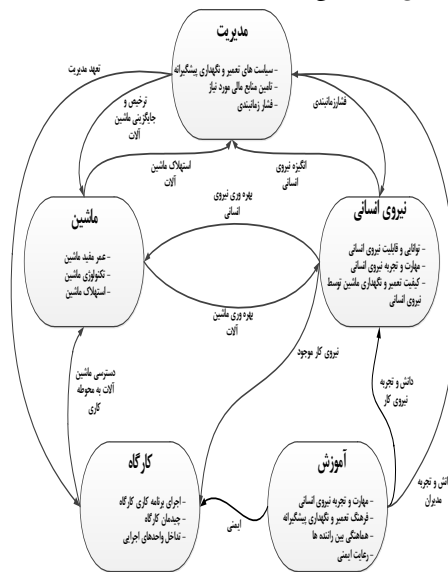 مدیریت
- سیاست های تعمیر و نگهداری پیشگیرانه
- تامین منابع مالی مورد نیاز
- فشار زمانبندی
تعهد مدیریت
ترخیص و
جایگزینی ماشین
آلات
فشارزمانبندی
استهلاک ماشین
آلات
انگیزه نیروی
انسانی
ماشین
- عمر مفید ماشین
- تکنولوژی ماشین
- استهلاک ماشین
بهره وری نیروی
انسانی
نیروی انسانی
- توانایی و قابلیت نیروی انسانی
- مهارت و تجربه نیروی انسانی
- کیفیت تعمیر و نگهداری ماشین توسط
نیروی انسانی
بهره وری ماشین
آلات
نیروی کار موجود
دسترسی ماشین
آلات به محوطه
کاری
دانش و تجربه
نیروی کار
دانش و تجربه
مدیران
کارگاه
- اجرای برنامه کاری کارگاه
- چیدمان کارگاه
- تداخل واحدهای اجرایی
ایمنی
آموزش
- مهارت و تجربه نیروی انسانی
- فرهنگ تعمیر و نگهداری پیشگیرانه
- هماهنگی بین راننده ها
- رعایت ایمنی